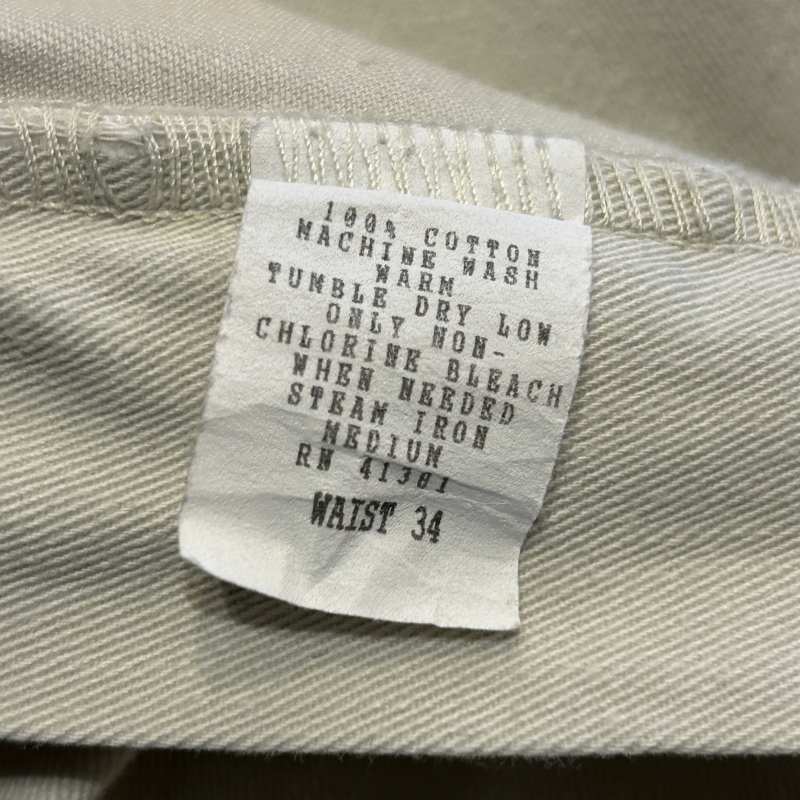 100% COTTON
MACHINE WASH
WARM
TUMBLE DRY LOW
ONLY NON-
CHLORINE BLEACH
WHEN NEEDED
STEAM IRON
MEDIUM
RN 41381
WAIST 34